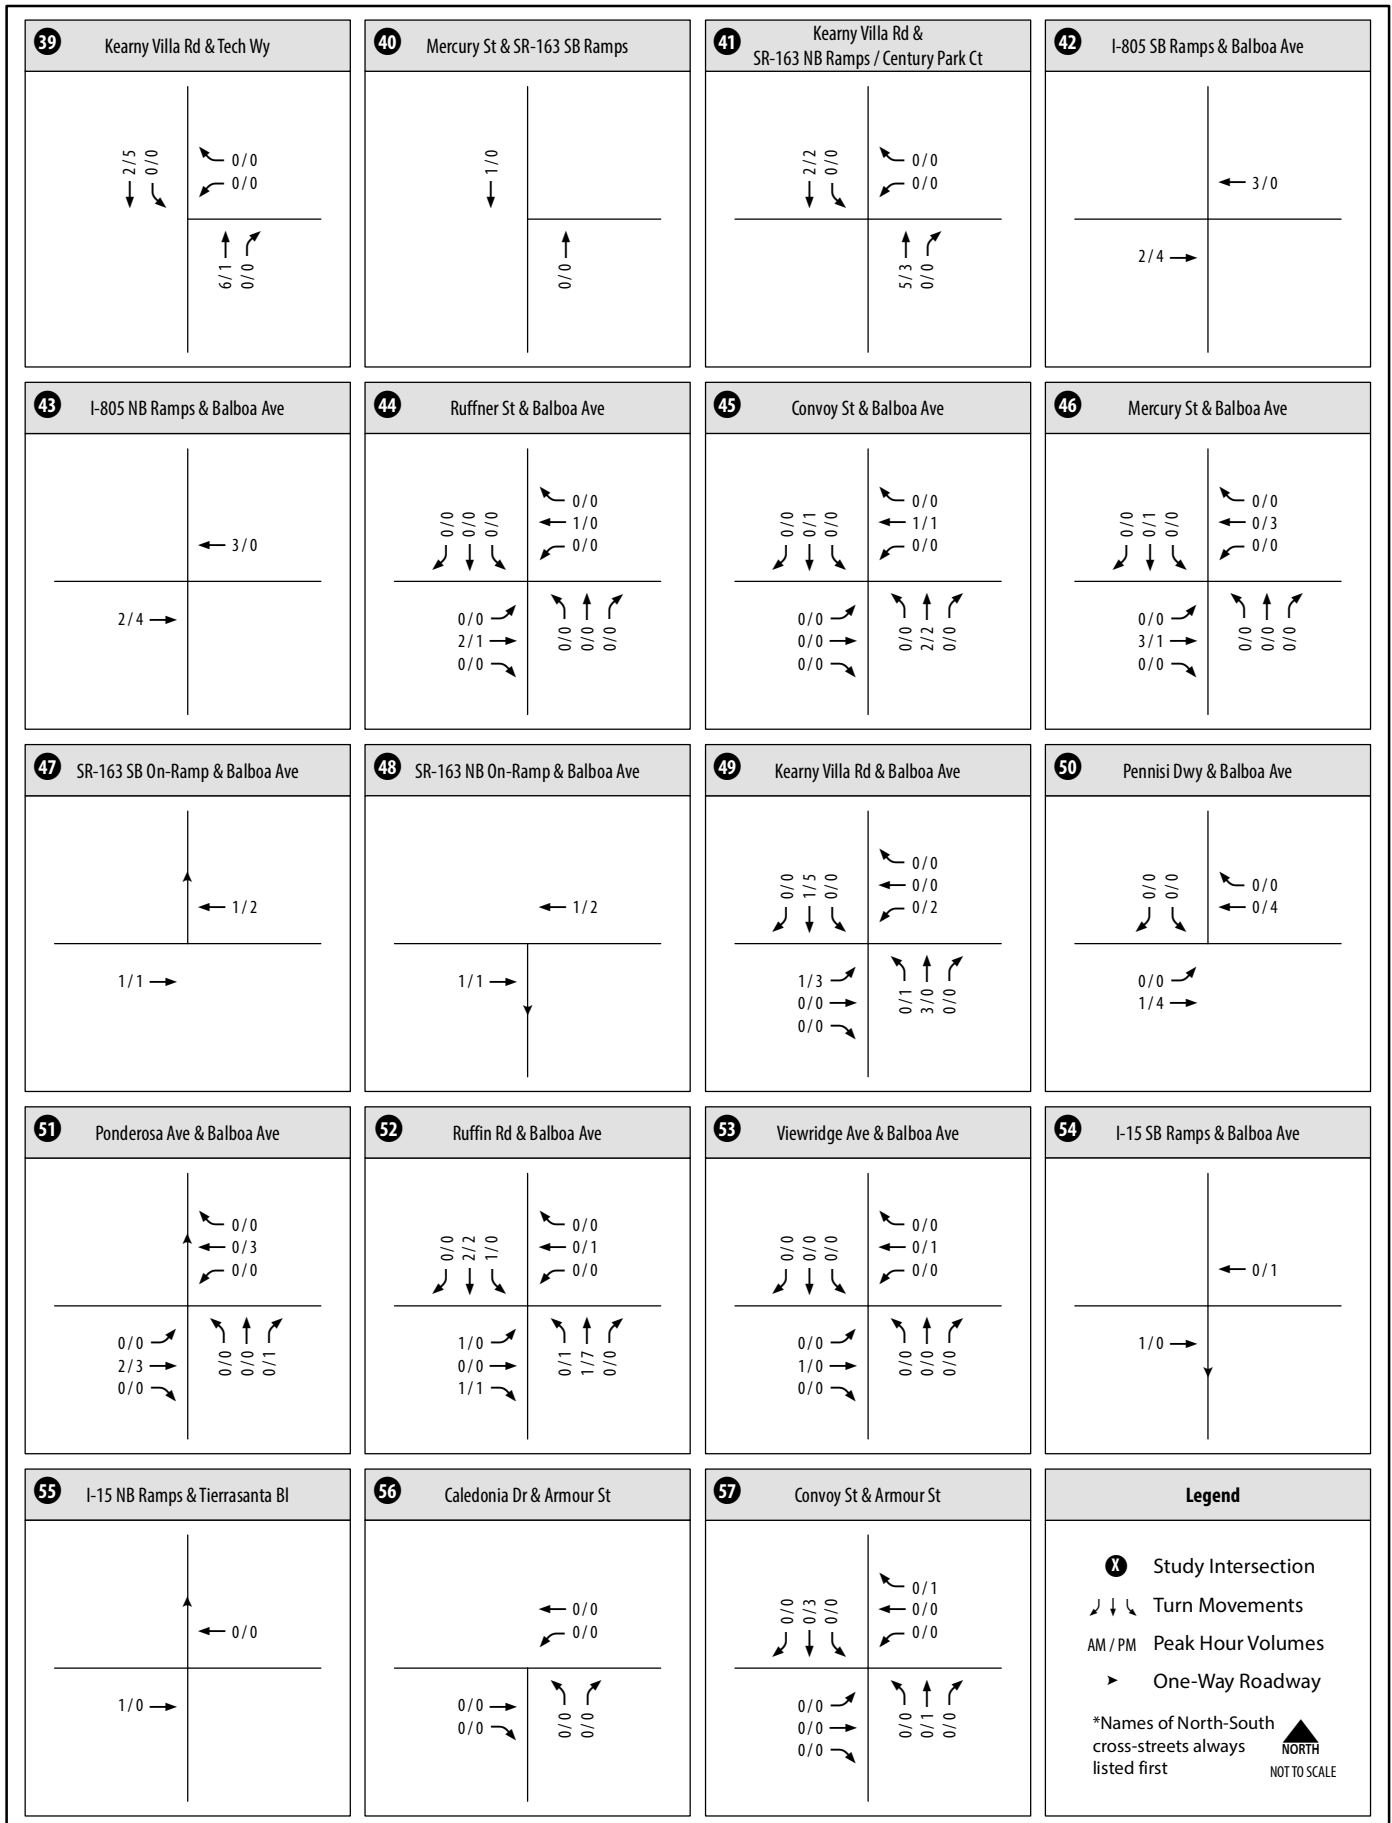 39 Kearny Villa Rd & Tech Wy
2 / 5
0 / 0
0 / 0
0 / 0
6 / 1
0 / 0
40 Mercury St & SR-163 SB Ramps
1 / 0
0 / 0
41 Kearny Villa Rd &
SR-163 NB Ramps / Century Park Ct
2 / 2
0 / 0
0 / 0
0 / 0
5 / 3
0 / 0
42 I-805 SB Ramps & Balboa Ave
3 / 0
2 / 4
43 I-805 NB Ramps & Balboa Ave
3 / 0
2 / 4
44 Ruffner St & Balboa Ave
0 / 0
0 / 0
0 / 0
0 / 0
1 / 0
0 / 0
0 / 0
2 / 1
0 / 0
0 / 0
0 / 0
0 / 0
45 Convoy St & Balboa Ave
0 / 0
0 / 1
0 / 0
0 / 0
1 / 1
0 / 0
0 / 0
0 / 0
0 / 0
0 / 0
2 / 2
0 / 0
46 Mercury St & Balboa Ave
0 / 0
0 / 1
0 / 0
0 / 0
0 / 3
0 / 0
0 / 0
3 / 1
0 / 0
0 / 0
0 / 0
0 / 0
47 SR-163 SB On-Ramp & Balboa Ave
1 / 2
1 / 1
48 SR-163 NB On-Ramp & Balboa Ave
1 / 2
1 / 1
49 Kearny Villa Rd & Balboa Ave
0 / 0
1 / 5
0 / 0
0 / 0
0 / 0
0 / 2
1 / 3
0 / 0
0 / 0
0 / 1
3 / 0
0 / 0
50 Pennisi Dwy & Balboa Ave
0 / 0
0 / 0
0 / 0
0 / 4
0 / 0
1 / 4
51 Ponderosa Ave & Balboa Ave
0 / 0
0 / 3
0 / 0
0 / 0
2 / 3
0 / 0
0 / 0
0 / 0
0 / 1
52 Ruffin Rd & Balboa Ave
0 / 0
2 / 2
1 / 0
0 / 0
0 / 1
0 / 0
1 / 0
0 / 0
1 / 1
0 / 1
1 / 7
0 / 0
53 Viewridge Ave & Balboa Ave
0 / 0
0 / 0
0 / 0
0 / 0
0 / 1
0 / 0
0 / 0
1 / 0
0 / 0
0 / 0
0 / 0
0 / 0
54 I-15 SB Ramps & Balboa Ave
0 / 1
1 / 0
55 I-15 NB Ramps & Tierrasanta Bl
0 / 0
1 / 0
56 Caledonia Dr & Armour St
0 / 0
0 / 0
0 / 0
0 / 0
0 / 0
0 / 0
57 Convoy St & Armour St
0 / 0
0 / 3
0 / 0
0 / 1
0 / 0
0 / 0
0 / 0
0 / 0
0 / 0
0 / 0
0 / 1
0 / 0
Legend
X Study Intersection
Turn Movements
AM / PM Peak Hour Volumes
One-Way Roadway
*Names of North-South
cross-streets always
listed first
NORTH
NOT TO SCALE